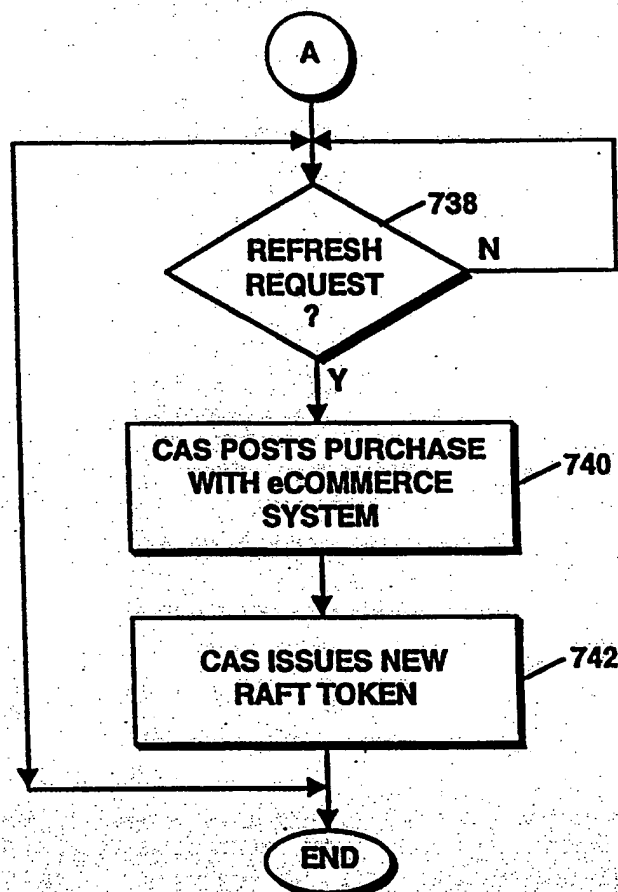 A
738
REFRESH
REQUEST
?
N
Y
CAS POSTS PURCHASE
WITH eCOMMERCE
SYSTEM
740
CAS ISSUES NEW
RAFT TOKEN
742
END